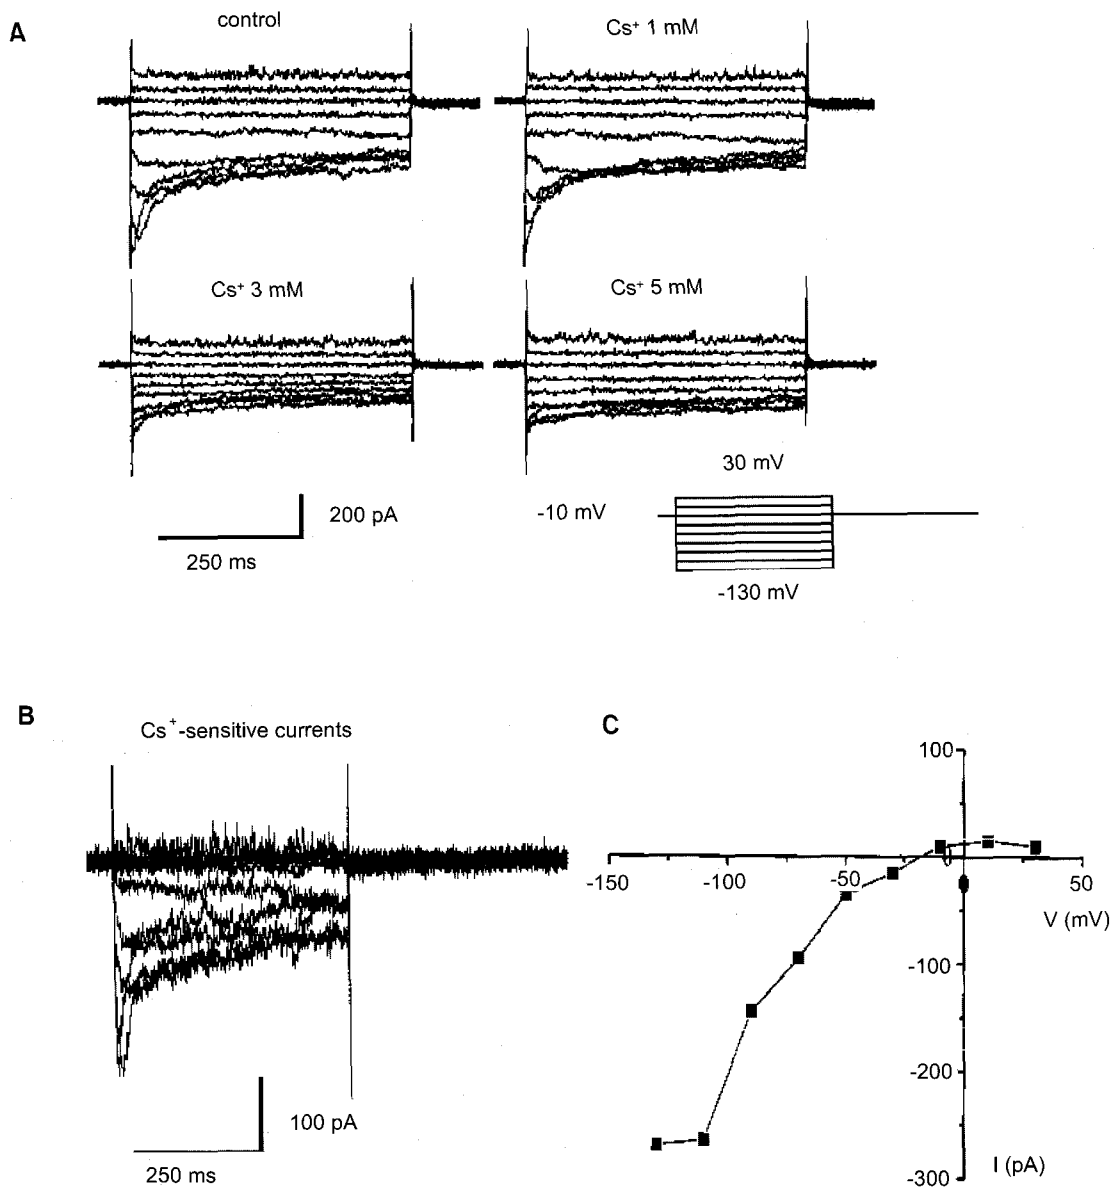 A
control
Cs⁺ 1 mM
Cs⁺ 3 mM
Cs⁺ 5 mM
30 mV
-10 mV
-130 mV
200 pA
250 ms
B
Cs⁺-sensitive currents
100 pA
250 ms
C
100
-150
-100
-50
50
V (mV)
-100
-200
-300
I (pA)